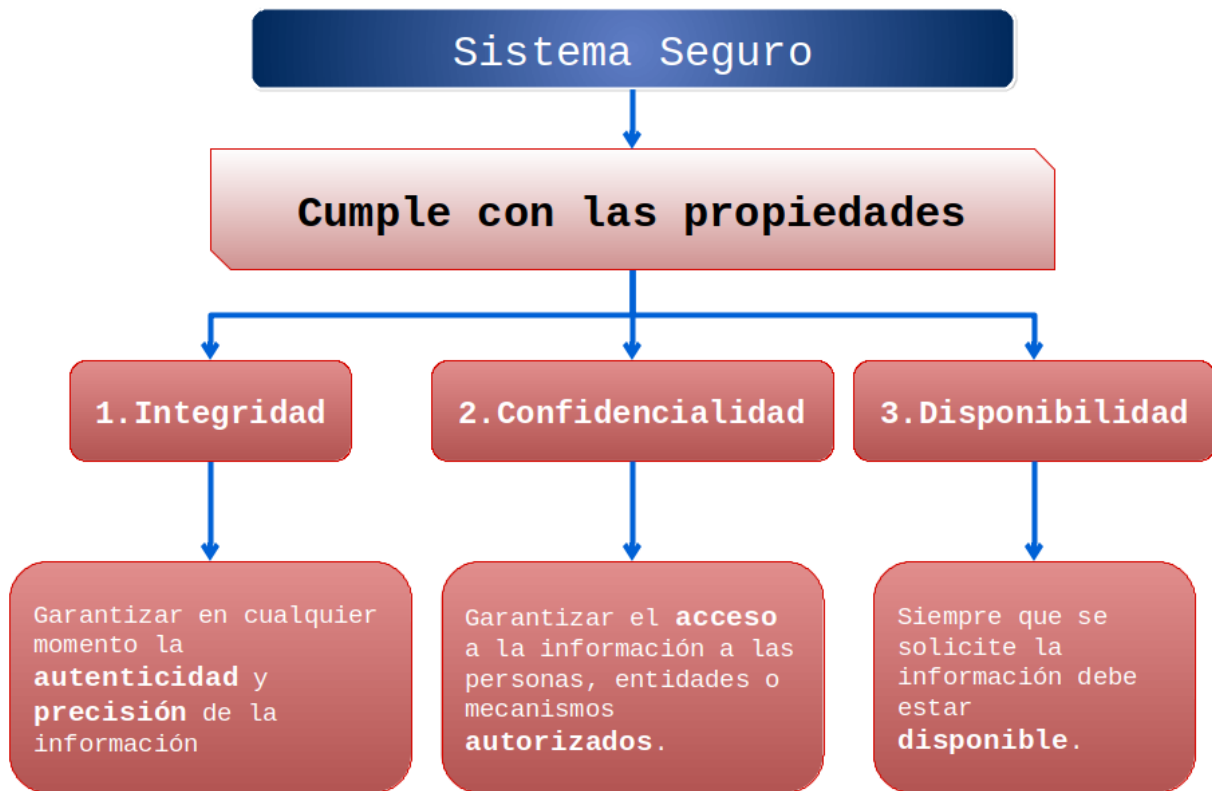 Sistema Seguro
Cumple con las propiedades
1.Integridad
2.Confidencialidad
3.Disponibilidad
Garantizar en cualquier
momento la
autenticidad y
precisión de la
información
Garantizar el acceso
a la información a las
personas, entidades o
mecanismos
autorizados.
Siempre que se
solicite la
información debe
estar
disponible.